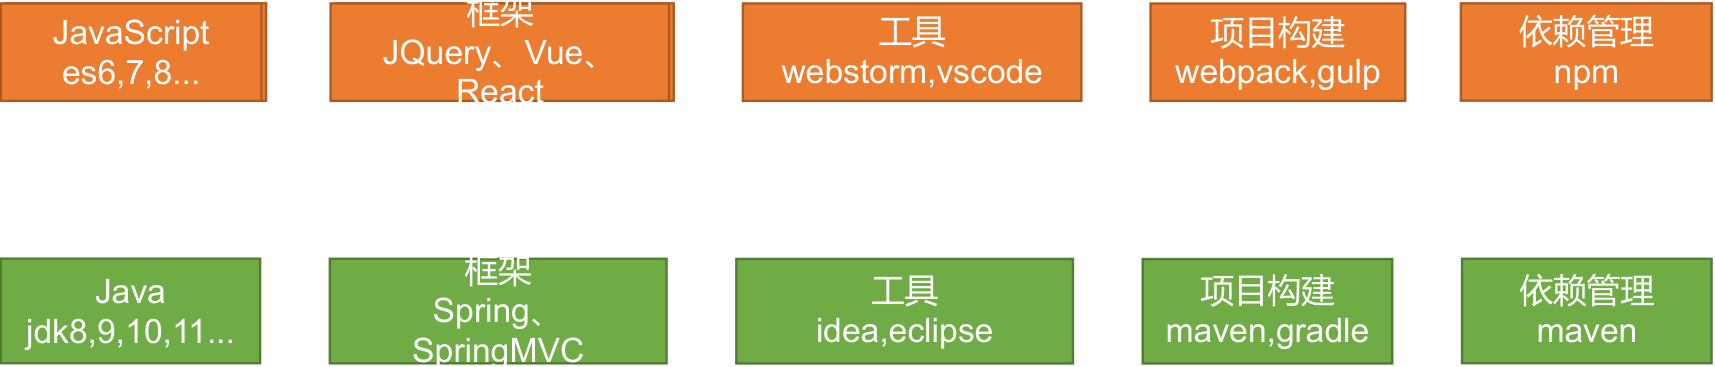 JavaScript
es6,7,8...
框架
JQuery、Vue、
React
工具
webstorm,vscode
项目构建
webpack,gulp
依赖管理
npm
Java
jdk8,9,10,11...
框架
Spring、
SpringMVC
工具
idea,eclipse
项目构建
maven,gradle
依赖管理
maven